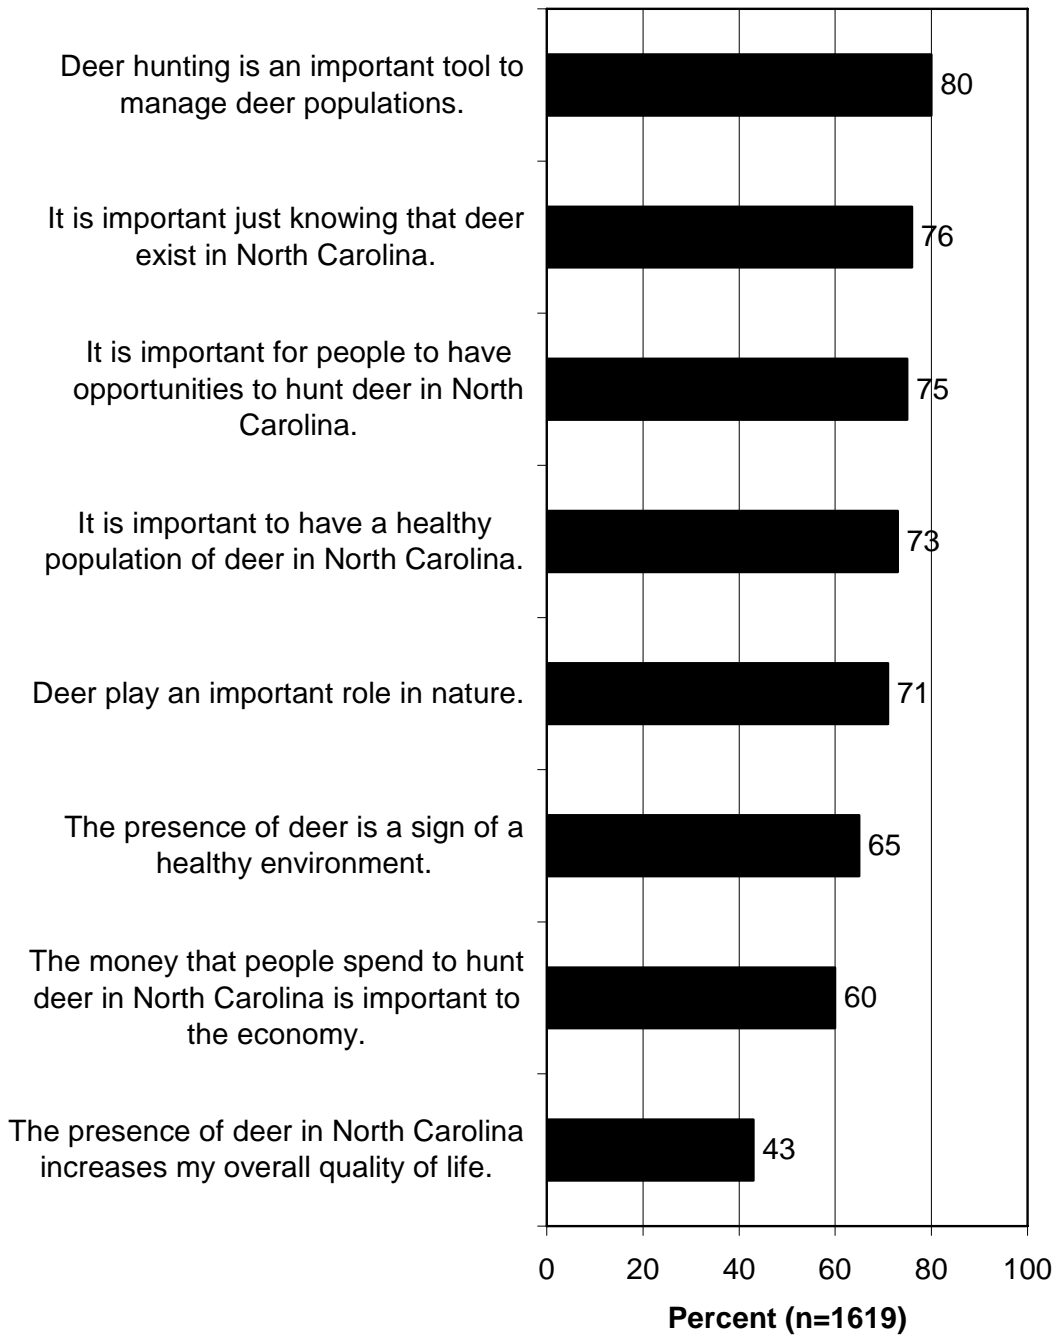 Deer hunting is an important tool to
manage deer populations.
80
It is important just knowing that deer
exist in North Carolina.
76
It is important for people to have
opportunities to hunt deer in North
Carolina.
75
It is important to have a healthy
population of deer in North Carolina.
73
Deer play an important role in nature.
71
The presence of deer is a sign of a
healthy environment.
65
The money that people spend to hunt
deer in North Carolina is important to
the economy.
60
The presence of deer in North Carolina
increases my overall quality of life.
43
0 20 40 60 80 100
Percent (n=1619)